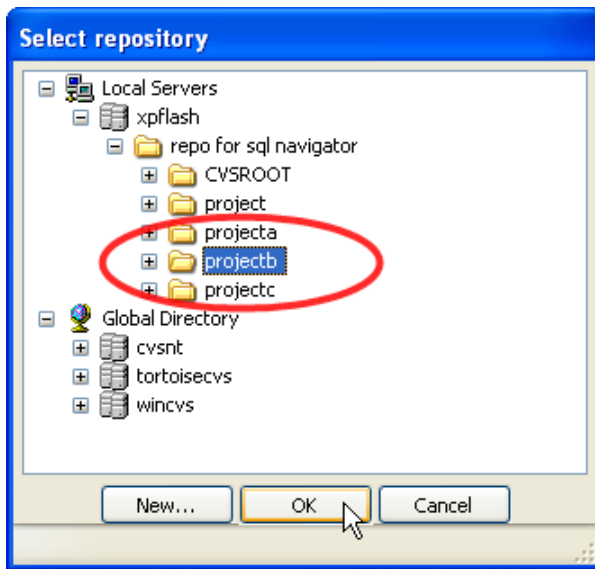 Select repository
Local Servers
xpflash
repo for sql navigator
CVSROOT
project
projecta
projectb
projectc
Global Directory
cvsnt
tortoisecvs
wincvs
New... OK Cancel